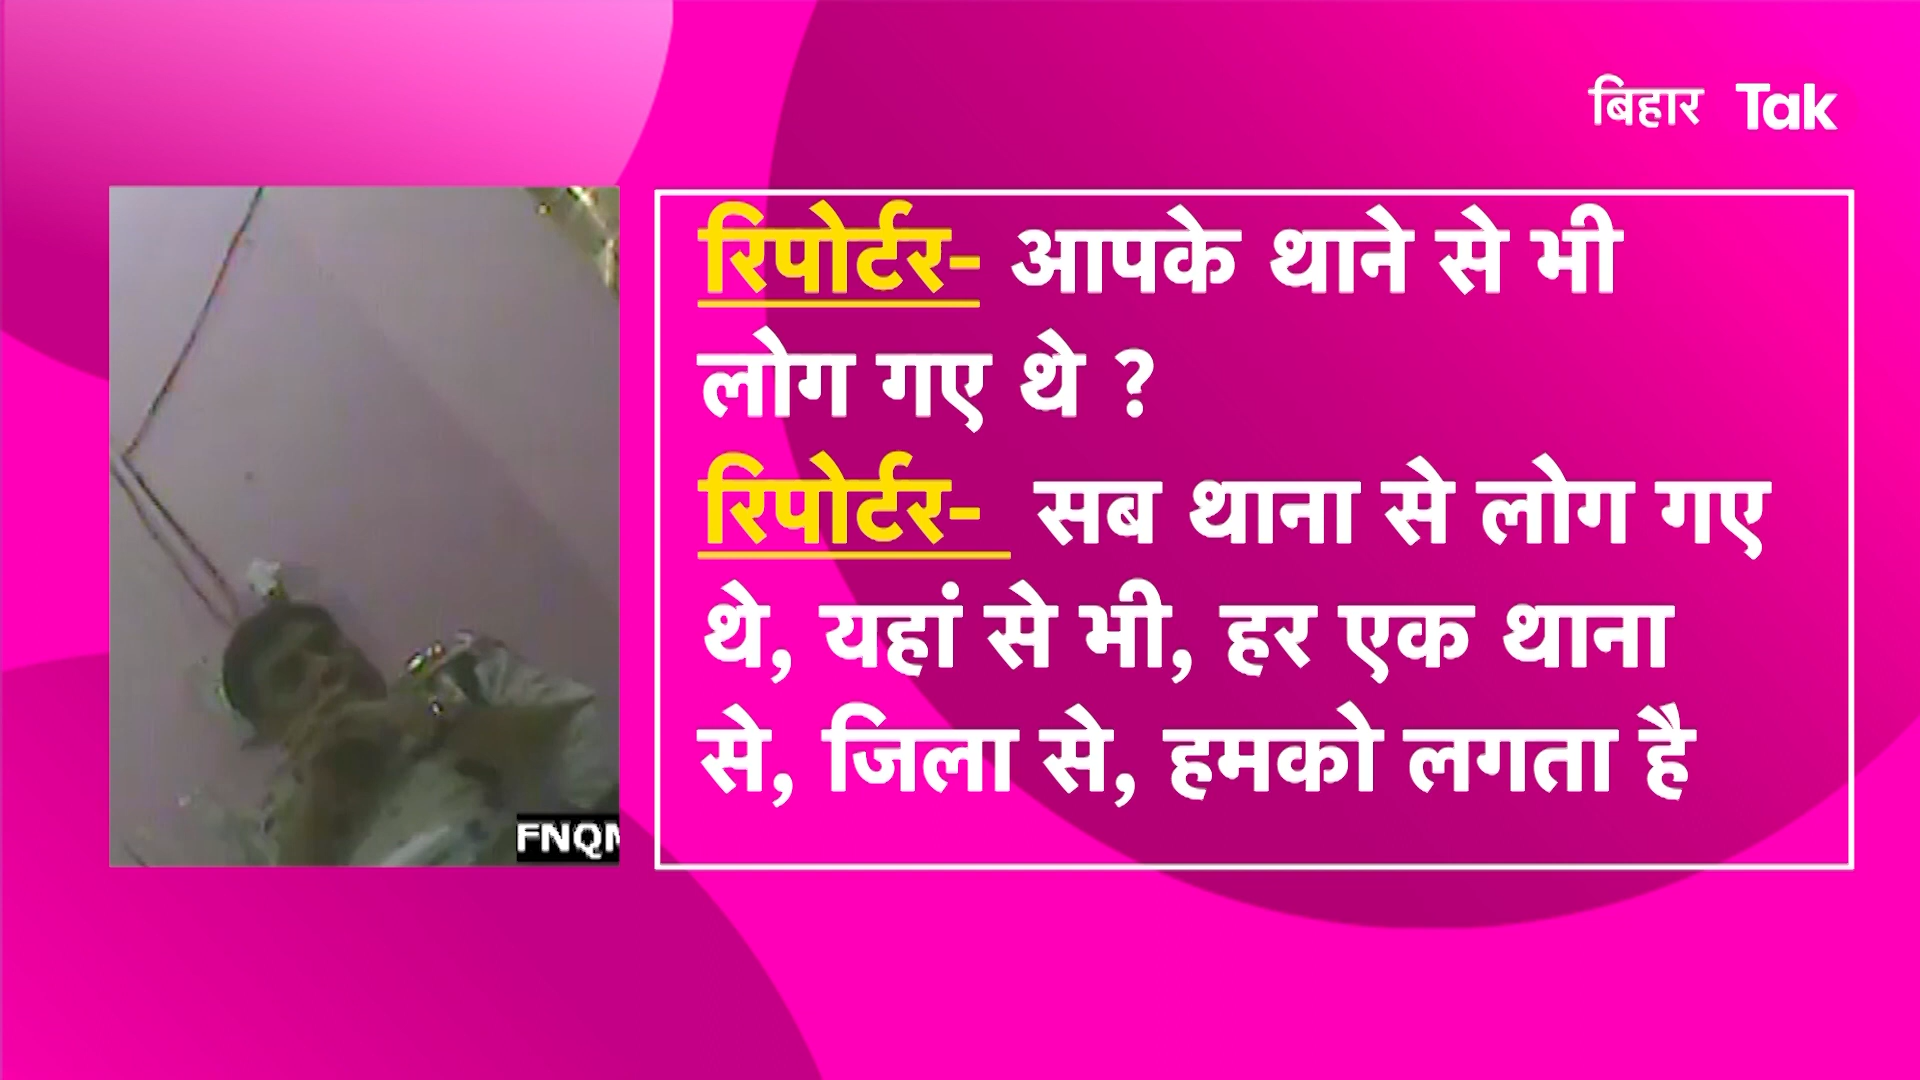 बिहार Tak
रिपोर्टर- आपके थाने से भी
लोग गए थे ?
रिपोर्टर- सब थाना से लोग गए
थे, यहां से भी, हर एक थाना
से, जिला से, हमको लगता है
FNQ